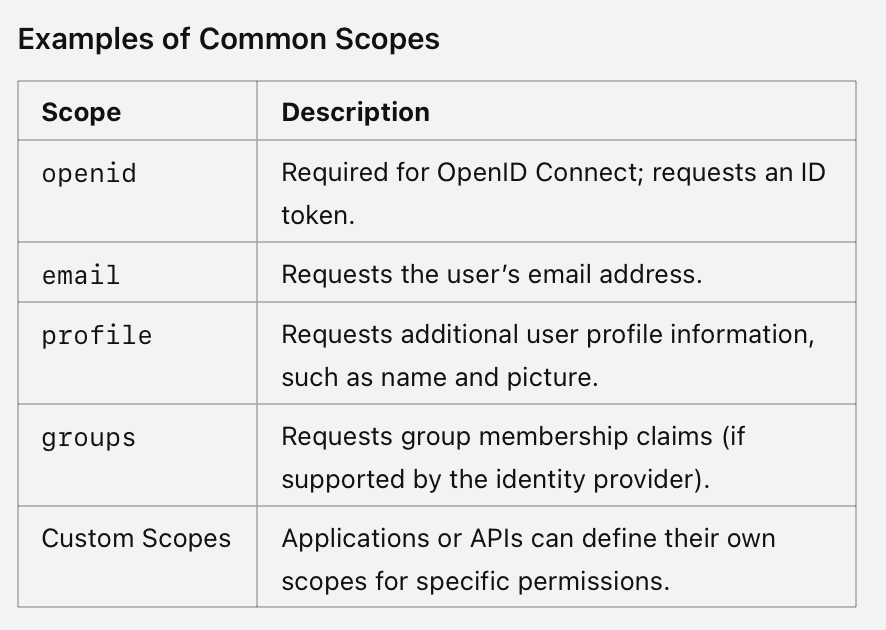 Examples of Common Scopes
Scope Description
openid Required for OpenID Connect; requests an ID
token.
email Requests the user’s email address.
profile Requests additional user profile information,
such as name and picture.
groups Requests group membership claims (if
supported by the identity provider).
Custom Scopes Applications or APIs can define their own
scopes for specific permissions.